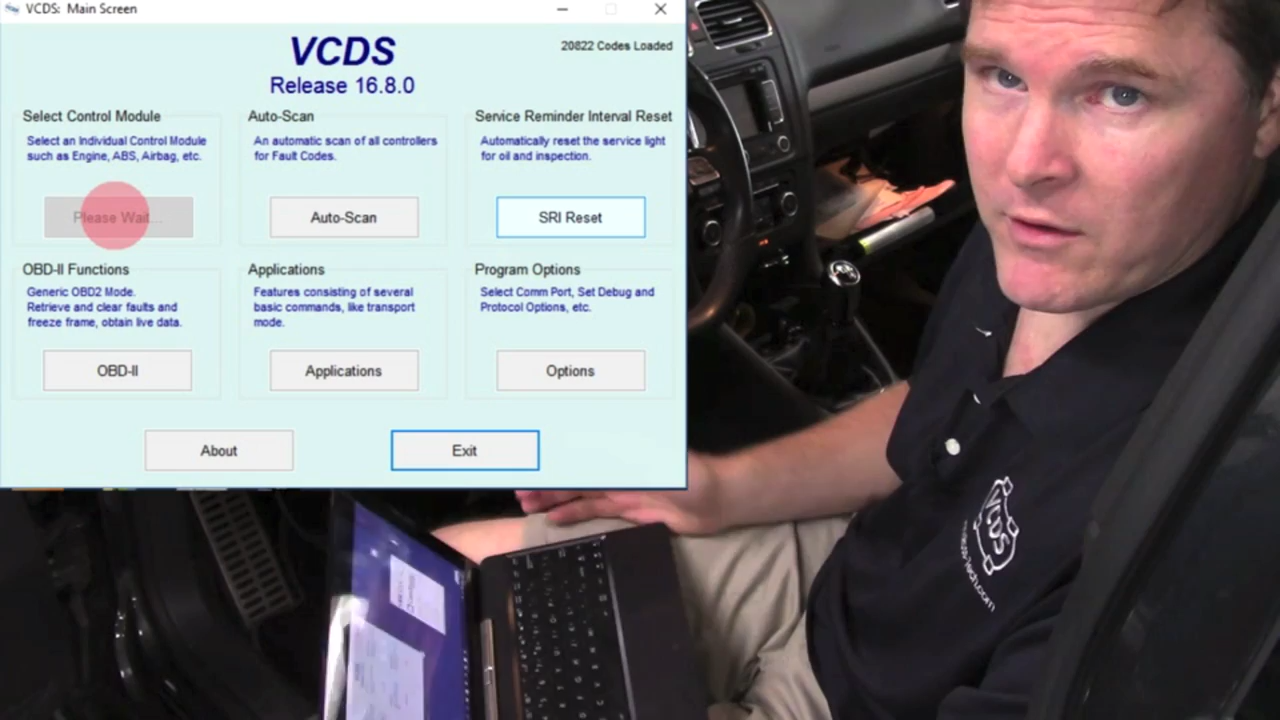 VCDS: Main Screen
VCDS
Release 16.8.0
20822 Codes Loaded
Select Control Module
Select an Individual Control Module
such as Engine, ABS, Airbag, etc.
Please Wait...
Auto-Scan
An automatic scan of all controllers
for Fault Codes.
Auto-Scan
Service Reminder Interval Reset
Automatically reset the service light
for oil and inspection.
SRI Reset
OBD-II Functions
Generic OBD2 Mode.
Retrieve and clear faults and
freeze frame, obtain live data.
OBD-II
Applications
Features consisting of several
basic commands, like transport
mode.
Applications
Program Options
Select Comm Port, Set Debug and
Protocol Options, etc.
Options
About
Exit
VCDS